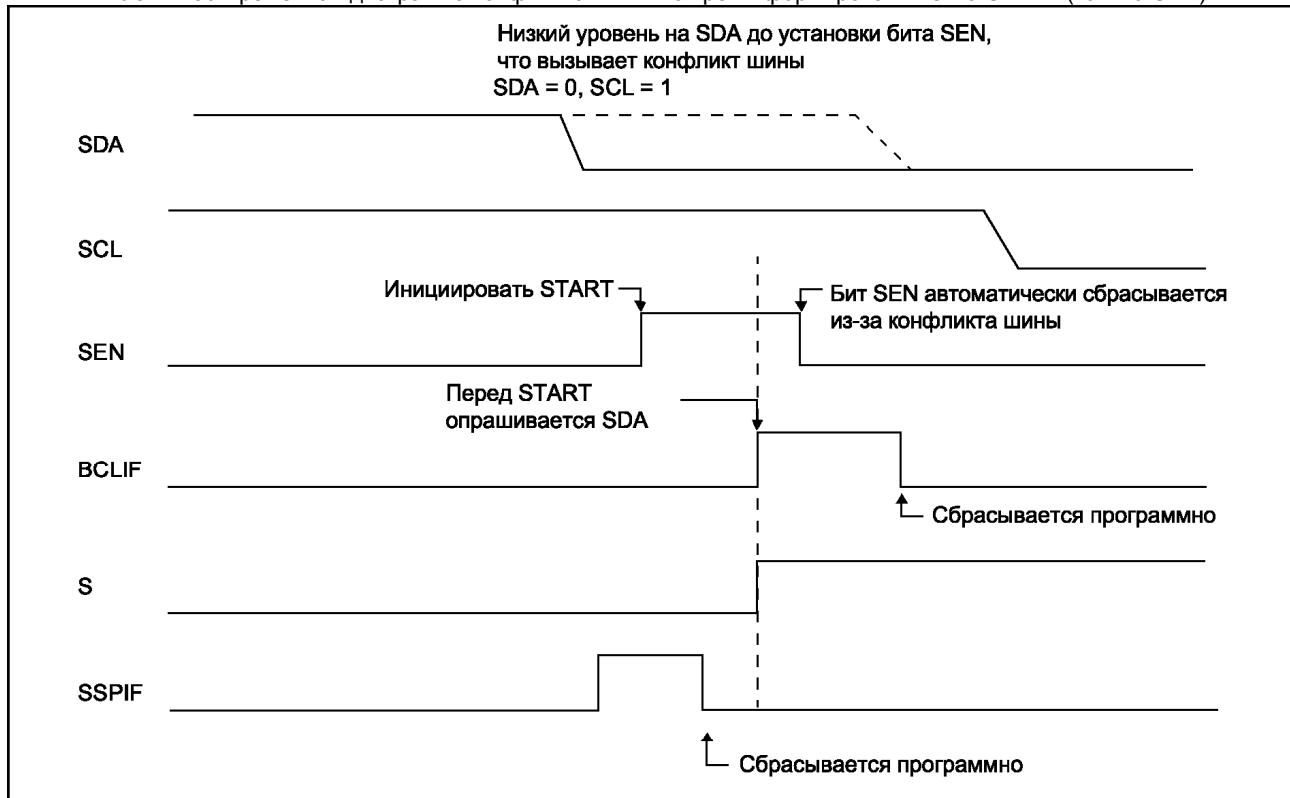 Низкий уровень на SDA до установки бита SEN,
что вызывает конфликт шины
SDA = 0, SCL = 1
SDA
SCL
Инициировать START
Бит SEN автоматически сбрасывается
из-за конфликта шины
SEN
Перед START
опрашивается SDA
BCLIF
Сбрасывается программно
S
SSPIF
Сбрасывается программно